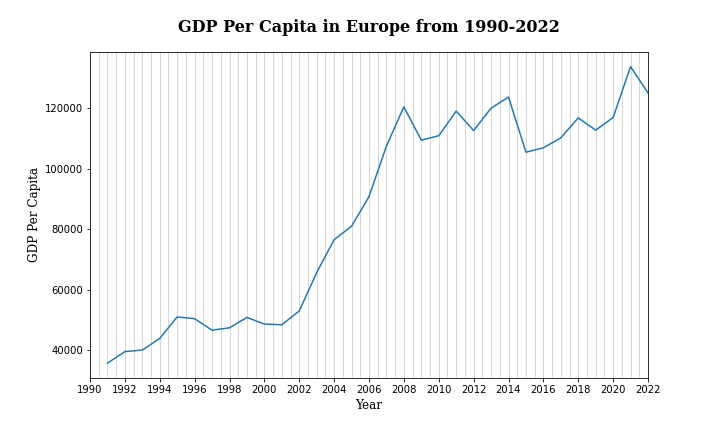 GDP Per Capita in Europe from 1990-2022
120000
100000
80000
60000
40000
GDP Per Capita
1990 1992 1994 1996 1998 2000 2002 2004 2006 2008 2010 2012 2014 2016 2018 2020 2022
Year